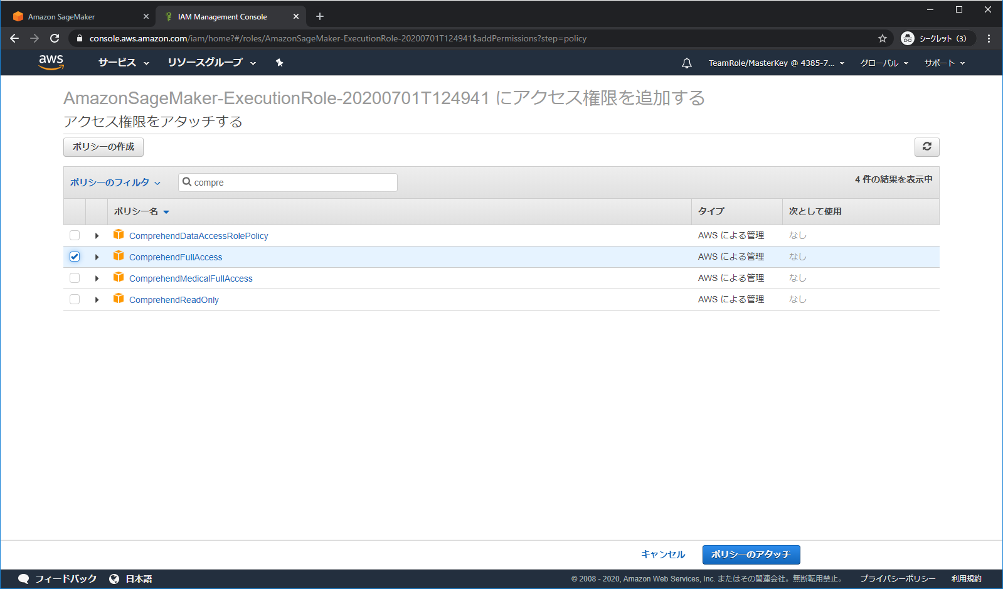 Amazon SageMaker
IAM Management Console
console.aws.amazon.com/iam/home?#/roles/AmazonSageMaker-ExecutionRole-20200701T124941$addPermissions?step=policy
シークレット (3)
aws
サービス
リソースグループ
TeamRole/MasterKey @ 4385-7...
グローバル
サポート
AmazonSageMaker-ExecutionRole-20200701T124941 にアクセス権限を追加する
アクセス権限をアタッチする
ポリシーの作成
ポリシーのフィルタ
compre
4 件の結果を表示中
ポリシー名
タイプ
次として使用
ComprehendDataAccessRolePolicy AWS による管理 なし
ComprehendFullAccess AWS による管理 なし
ComprehendMedicalFullAccess AWS による管理 なし
ComprehendReadOnly AWS による管理 なし
キャンセル
ポリシーのアタッチ
フィードバック
日本語
© 2008 - 2020, Amazon Web Services, Inc. またはその関連会社。無断転用禁止。
プライバシーポリシー
利用規約